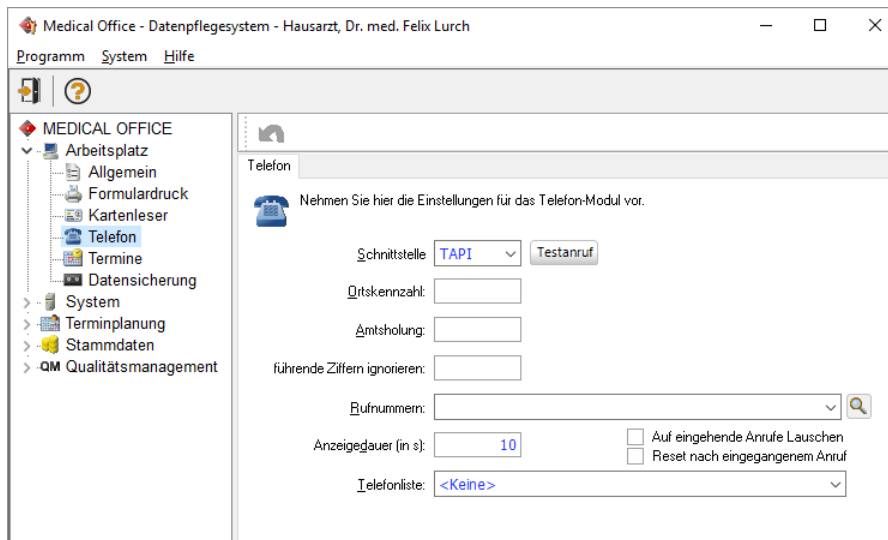 Medical Office - Datenpflegesystem - Hausarzt, Dr. med. Felix Lurch
Programm System Hilfe
MEDICAL OFFICE
Arbeitsplatz
Allgemein
Formulardruck
Kartenleser
Telefon
Termine
Datensicherung
System
Terminplanung
Stammdaten
QM Qualitätsmanagement
Telefon
Nehmen Sie hier die Einstellungen für das Telefon-Modul vor.
Schnittstelle TAPI Testanruf
Ortskennzahl:
Amtsholung:
führende Ziffern ignorieren:
Rufnummern:
Anzeigedauer (in s): 10 Auf eingehende Anrufe Lauschen
Reset nach eingegangenem Anruf
Telefonliste: <Keine>